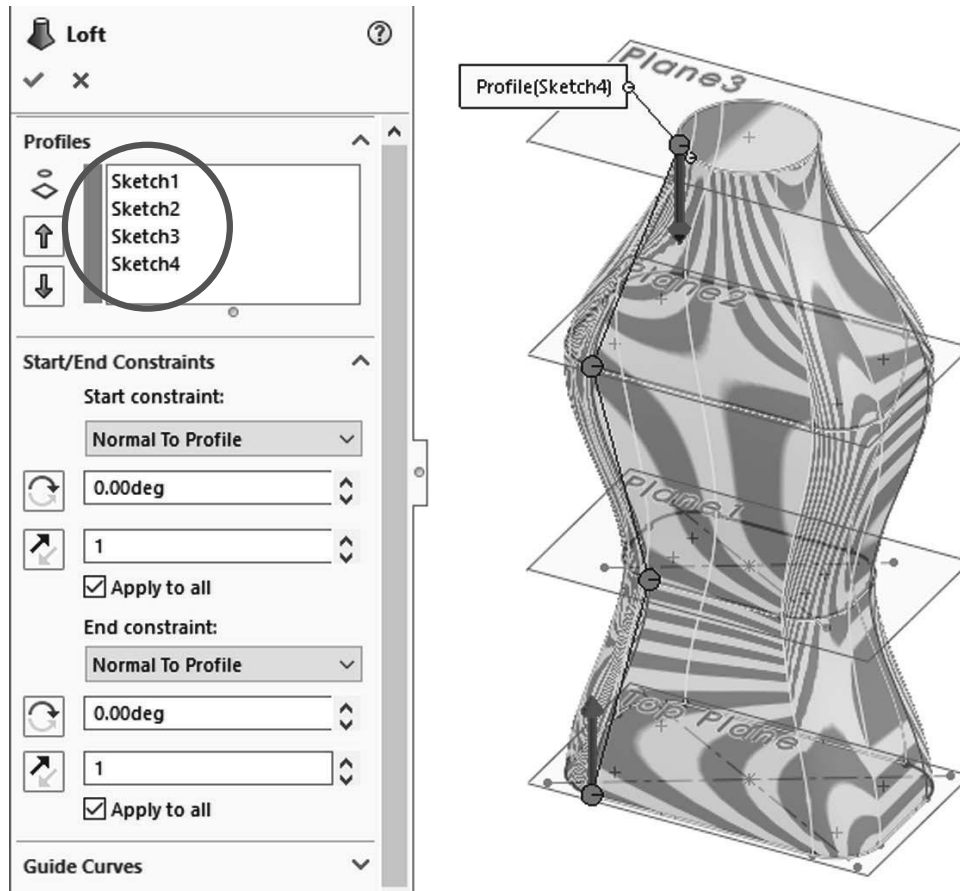 Loft
Profiles
Sketch1
Sketch2
Sketch3
Sketch4
Start/End Constraints
Start constraint:
Normal To Profile
0.00deg
1
Apply to all
End constraint:
Normal To Profile
0.00deg
1
Apply to all
Guide Curves
Plane3
Profile(Sketch4)
Plane2
Plane1
Top Plane